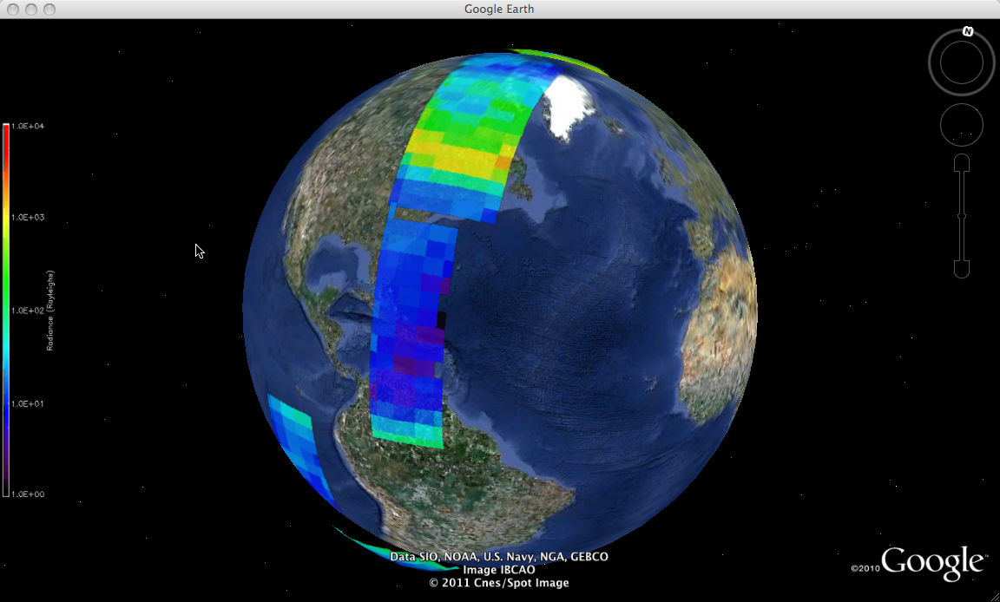 Google Earth
N
1.0E+04
1.0E+03
1.0E+02
1.0E+01
1.0E+00
Radiance (Rayleighs)
Data SIO, NOAA, U.S. Navy, NGA, GEBCO
Image IBCAO
© 2011 Cnes/Spot Image
©2010 Google™